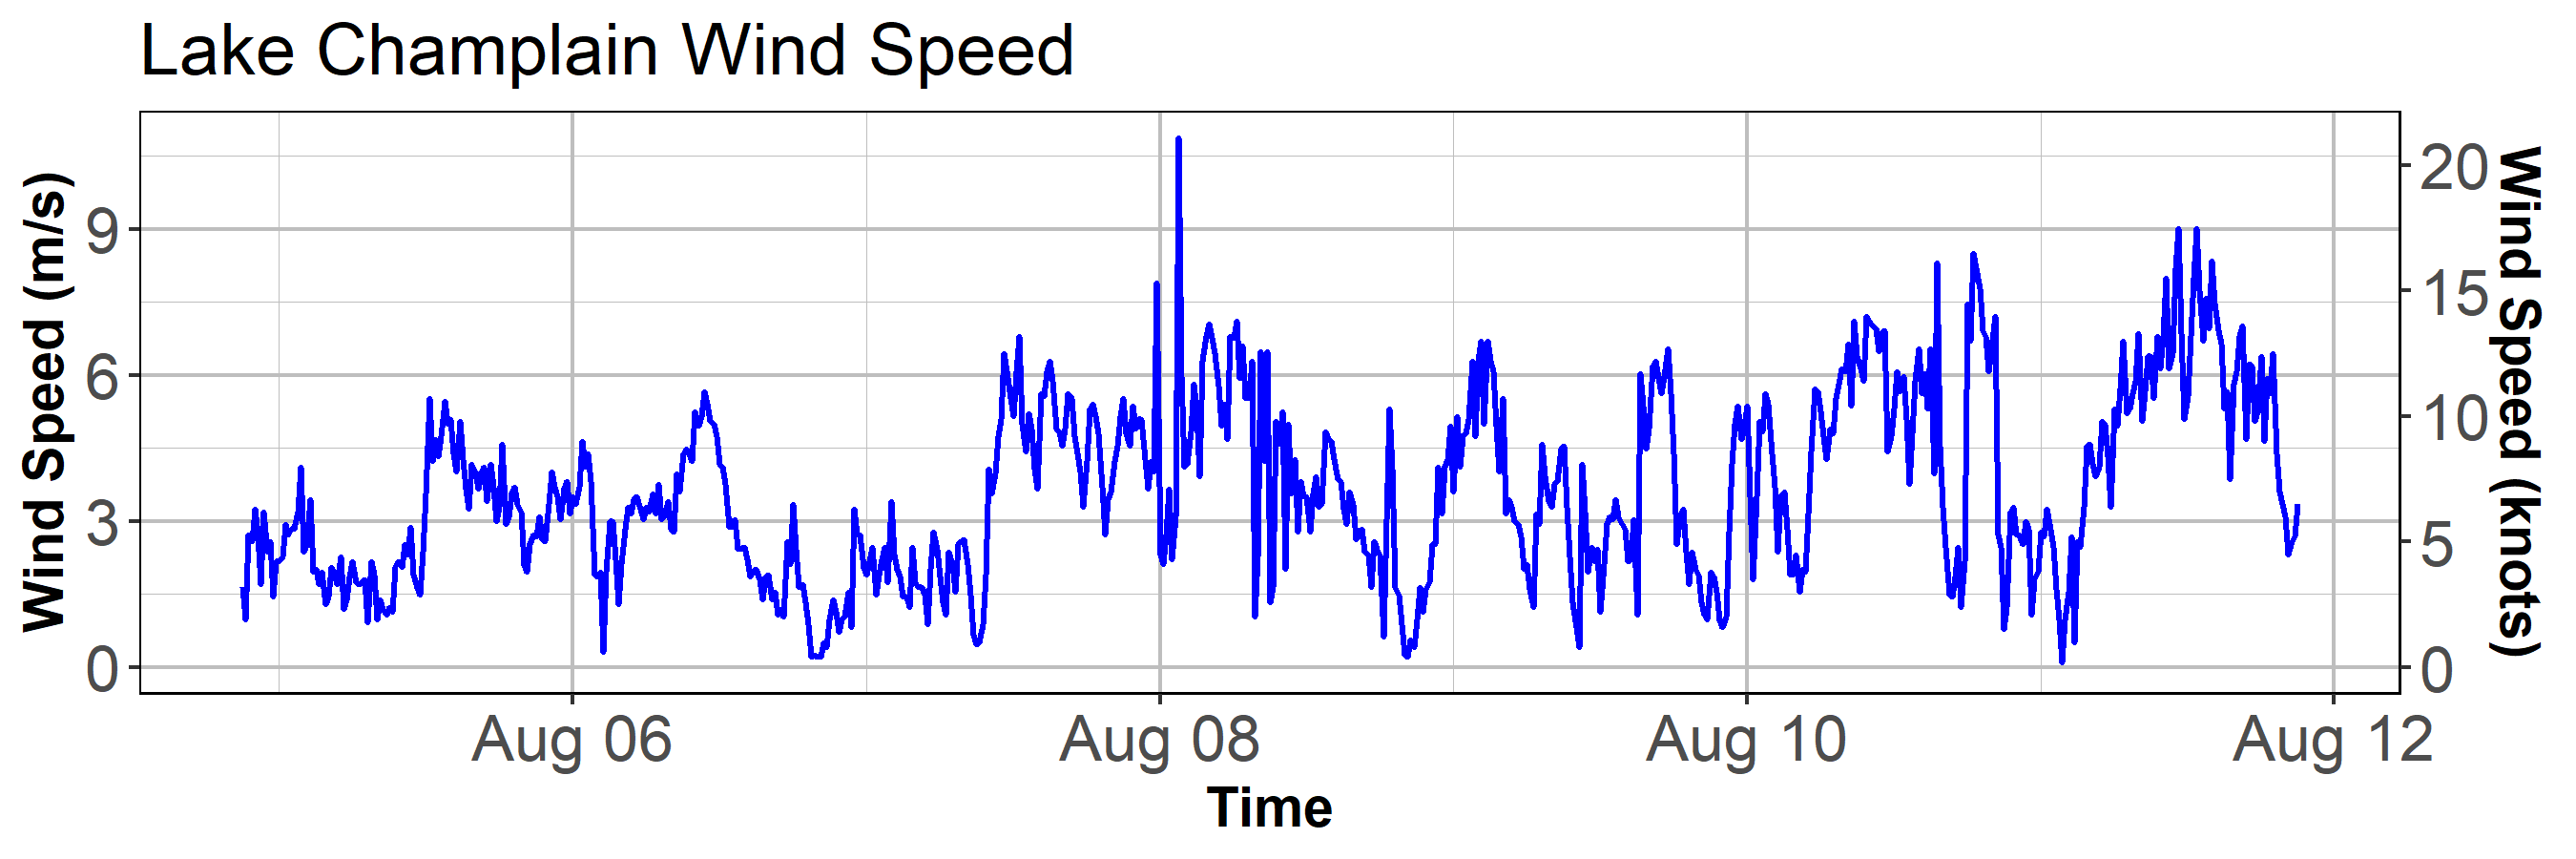 Lake Champlain Wind Speed
Wind Speed (m/s)
9
6
3
0
20
15
10
5
0
Wind Speed (knots)
Aug 06 Aug 08 Aug 10 Aug 12
Time